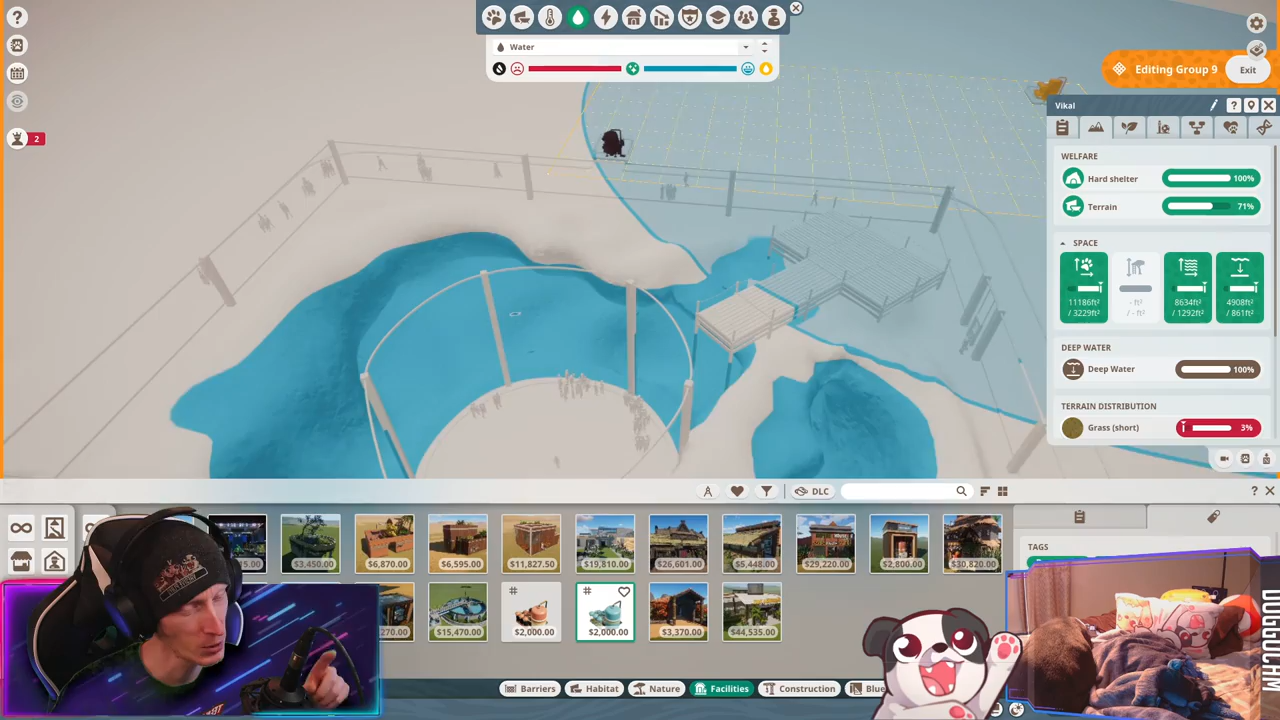 ?
Water
Editing Group 9
Exit
2
Vikal
?
WELFARE
Hard shelter
100%
Terrain
71%
SPACE
11186ft²
/ 3229ft²
- ft²
/ - ft²
8634ft²
/ 1292ft²
4908ft²
/ 861ft²
DEEP WATER
Deep Water
100%
TERRAIN DISTRIBUTION
Grass (short)
3%
DLC
?
TAGS
$3,450.00
$6,870.00
$6,595.00
$11,827.50
$19,810.00
$26,601.00
$5,448.00
$29,220.00
$2,800.00
$30,820.00
$15,470.00
#
$2,000.00
#
$2,000.00
$3,370.00
$44,535.00
Barriers
Habitat
Nature
Facilities
Construction
DOGGOCAM